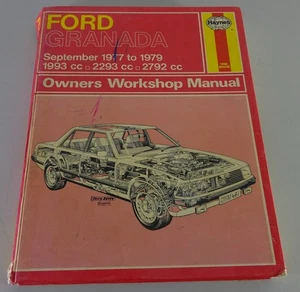 FORD
GRANADA
Haynes
September 1977 to 1979
1993 cc □ 2293 cc □ 2792 cc
Owners Workshop Manual